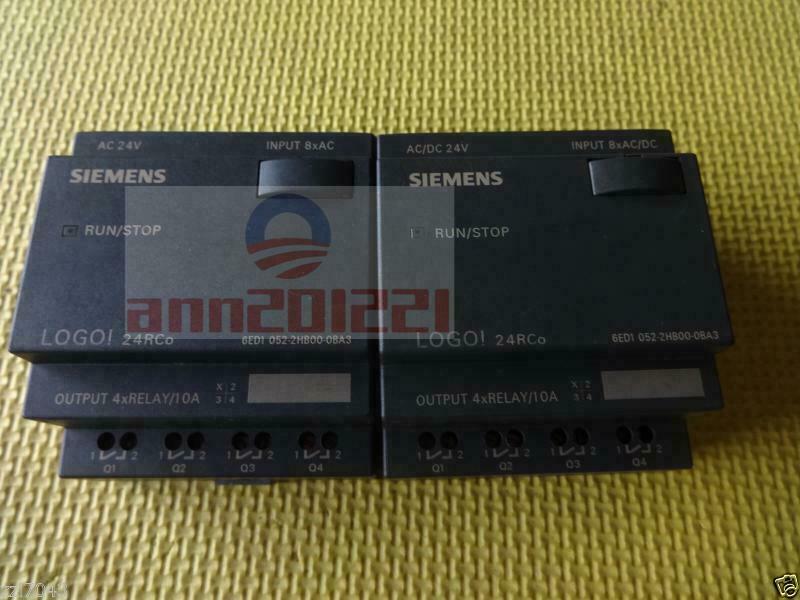 AC 24V INPUT 8xAC
SIEMENS
RUN/STOP
LOGO! 24RCo 6ED1 052-2HB00-0BA3
OUTPUT 4xRELAY/10A
X 2
3 4
1 2 1 2 1 2 1 2
Q1 Q2 Q3 Q4
AC/DC 24V INPUT 8xAC/DC
SIEMENS
RUN/STOP
LOGO! 24RCo 6ED1 052-2HB00-0BA3
OUTPUT 4xRELAY/10A
X 2
3 4
1 2 1 2 1 2 1 2
Q1 Q2 Q3 Q4
ann201221